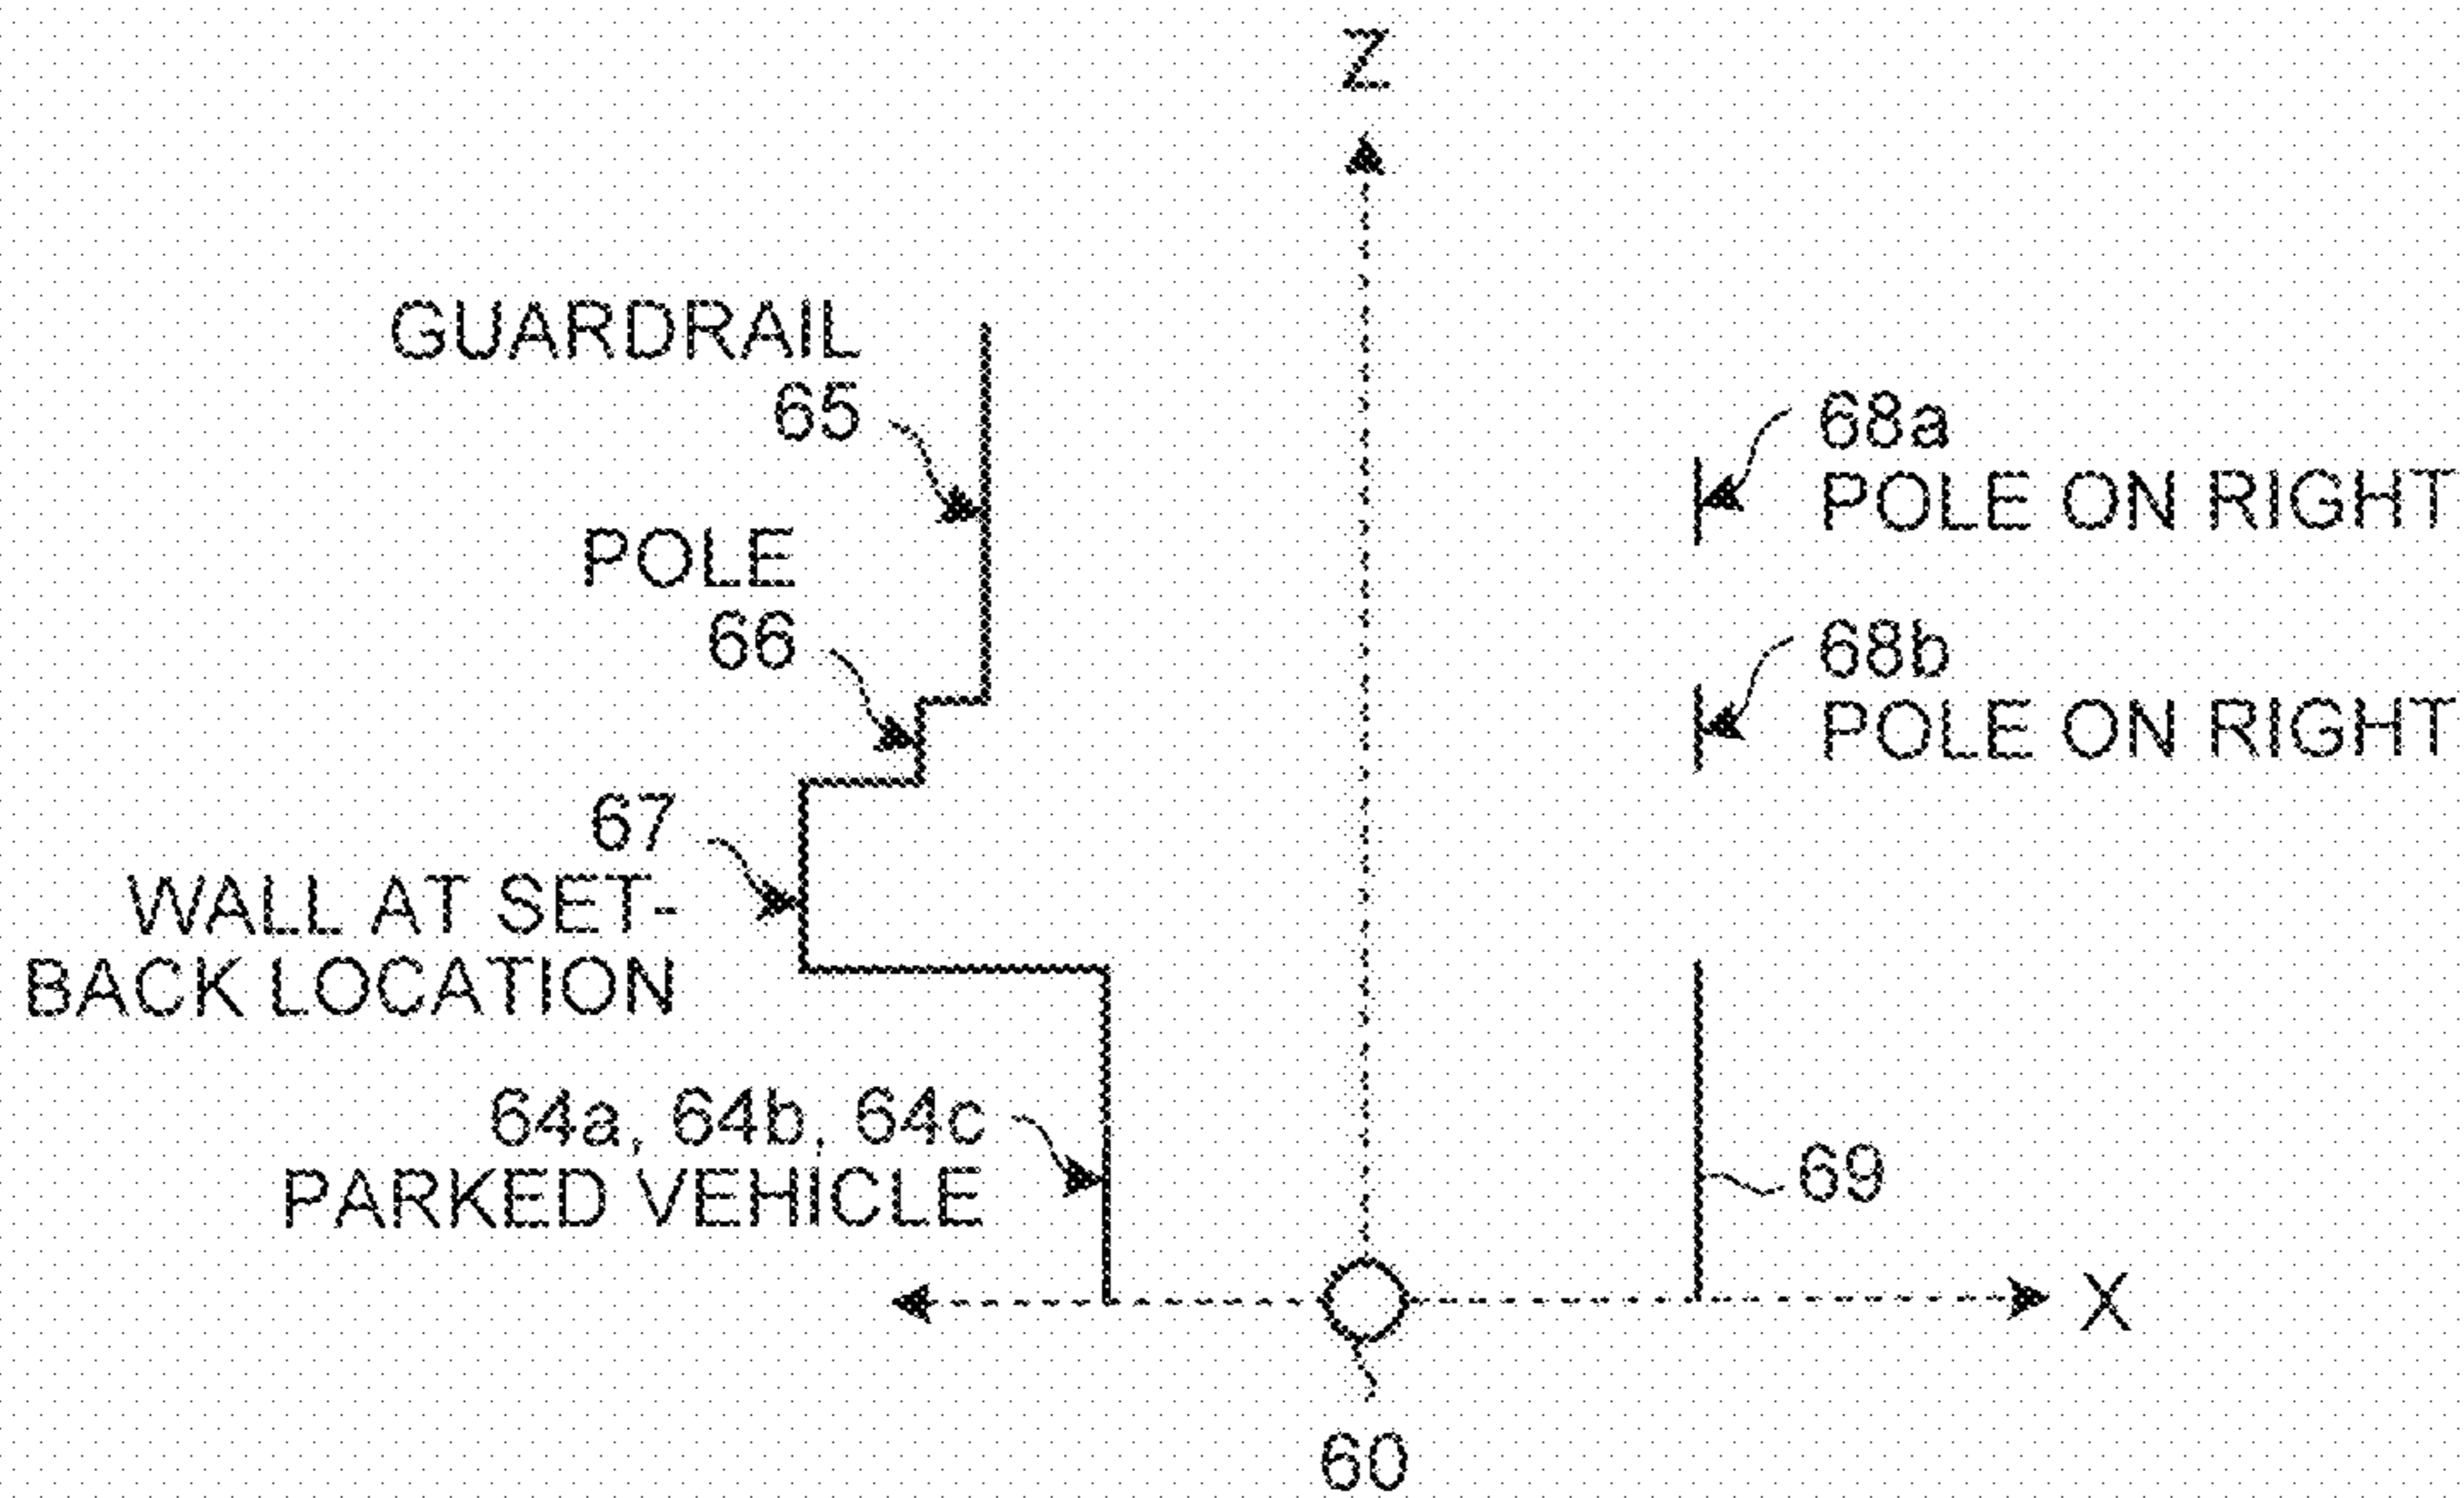 Z
GUARDRAIL
65
68a
POLE ON RIGHT
POLE
66
68b
POLE ON RIGHT
67
WALL AT SET-
BACK LOCATION
64a, 64b, 64c
PARKED VEHICLE
69
X
60